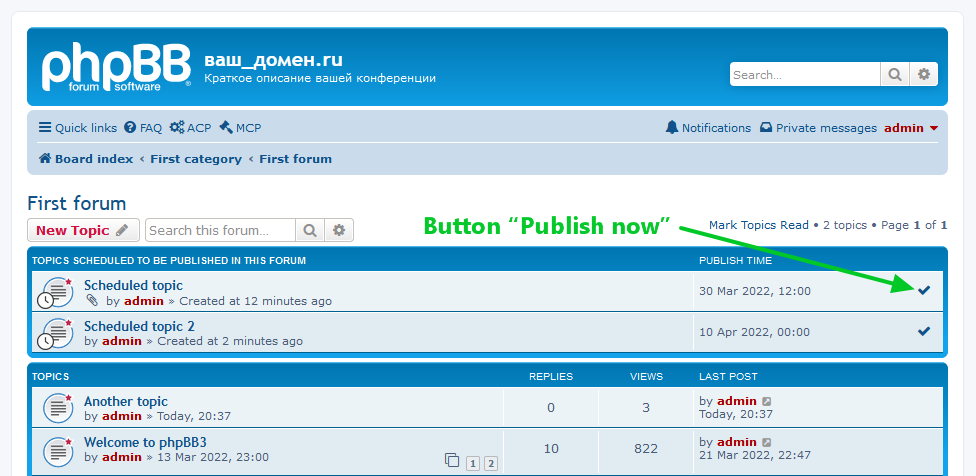 phpBB®
forum software
ваш_домен.ru
Краткое описание вашей конференции
Search…
Quick links FAQ ACP MCP
Notifications Private messages admin
Board index ‹ First category ‹ First forum
First forum
New Topic
Search this forum…
Button “Publish now”
Mark Topics Read • 2 topics • Page 1 of 1
TOPICS SCHEDULED TO BE PUBLISHED IN THIS FORUM PUBLISH TIME
Scheduled topic
by admin » Created at 12 minutes ago
30 Mar 2022, 12:00
Scheduled topic 2
by admin » Created at 2 minutes ago
10 Apr 2022, 00:00
TOPICS REPLIES VIEWS LAST POST
Another topic
by admin » Today, 20:37
0
3
by admin
Today, 20:37
Welcome to phpBB3
by admin » 13 Mar 2022, 23:00
1 2
10
822
by admin
21 Mar 2022, 22:47